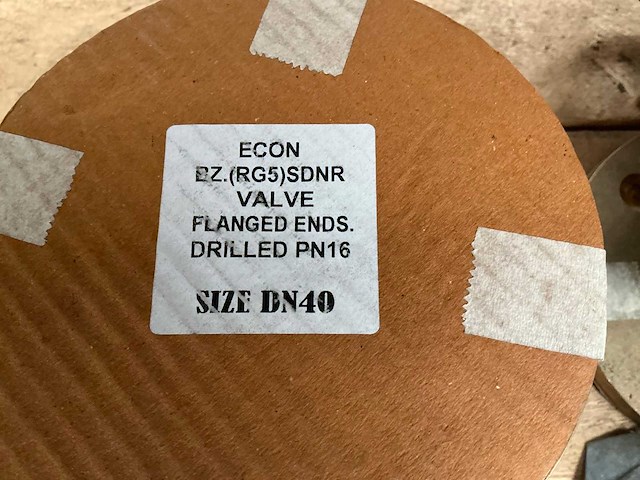 ECON
BZ.(RG5)SDNR
VALVE
FLANGED ENDS.
DRILLED PN16
SIZE DN40